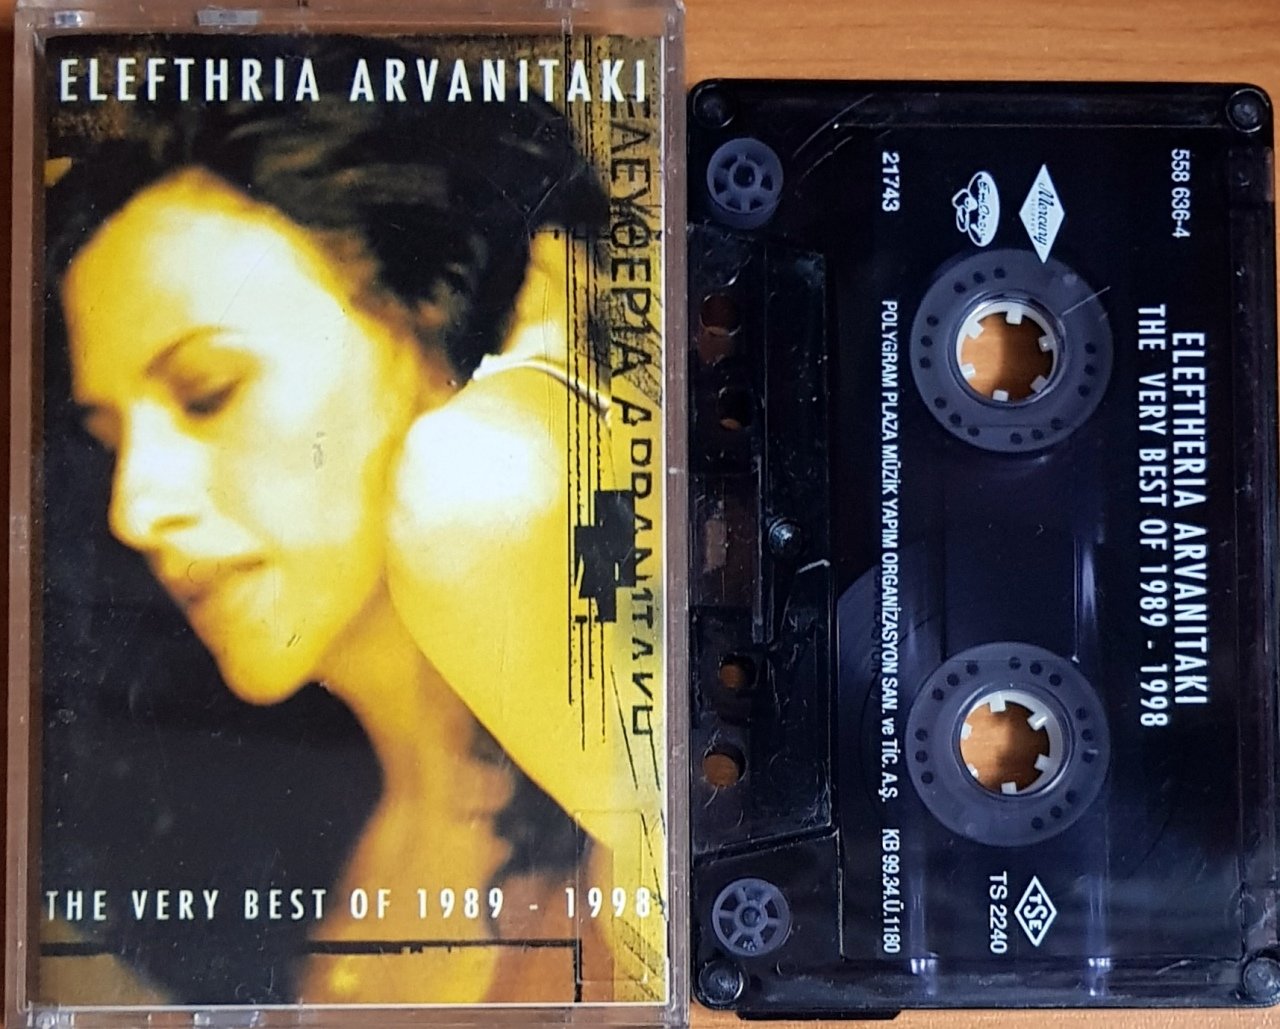 ELEFTHRIA ARVANITAKI
ΕΛΕΥΘΕΡΙΑ ΑΡΒΑΝΙΤΑΚΗ
THE VERY BEST OF 1989 - 1998
558 636-4
ELEFTHERIA ARVANITAKI
THE VERY BEST OF 1989 - 1998
Mercury
21743
POLYGRAM PLAZA MÜZİK YAPIM ORGANİZASYON SAN. ve TİC. A.Ş. KB 99.34.Ü.1180
TSE
TS 2240